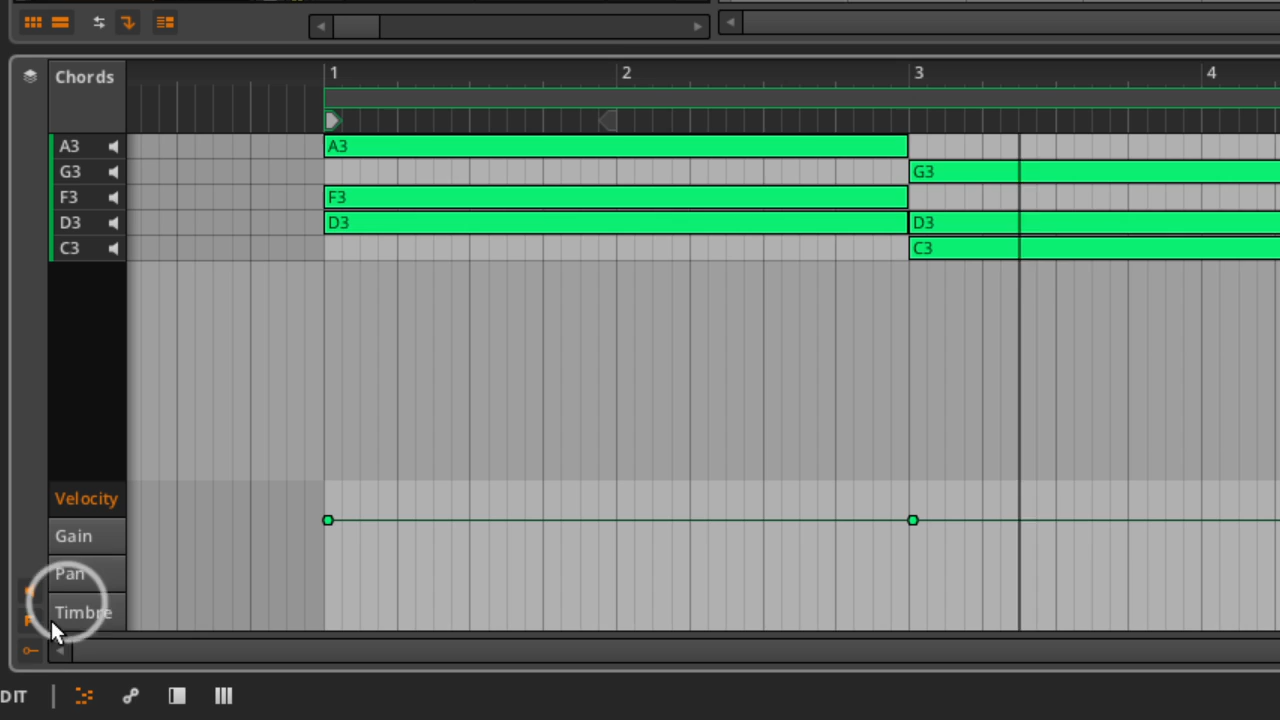 Chords
1 2 3 4
A3 A3
G3 G3
F3 F3
D3 D3 D3
C3 C3
Velocity
Gain
Pan
Timbre
DIT